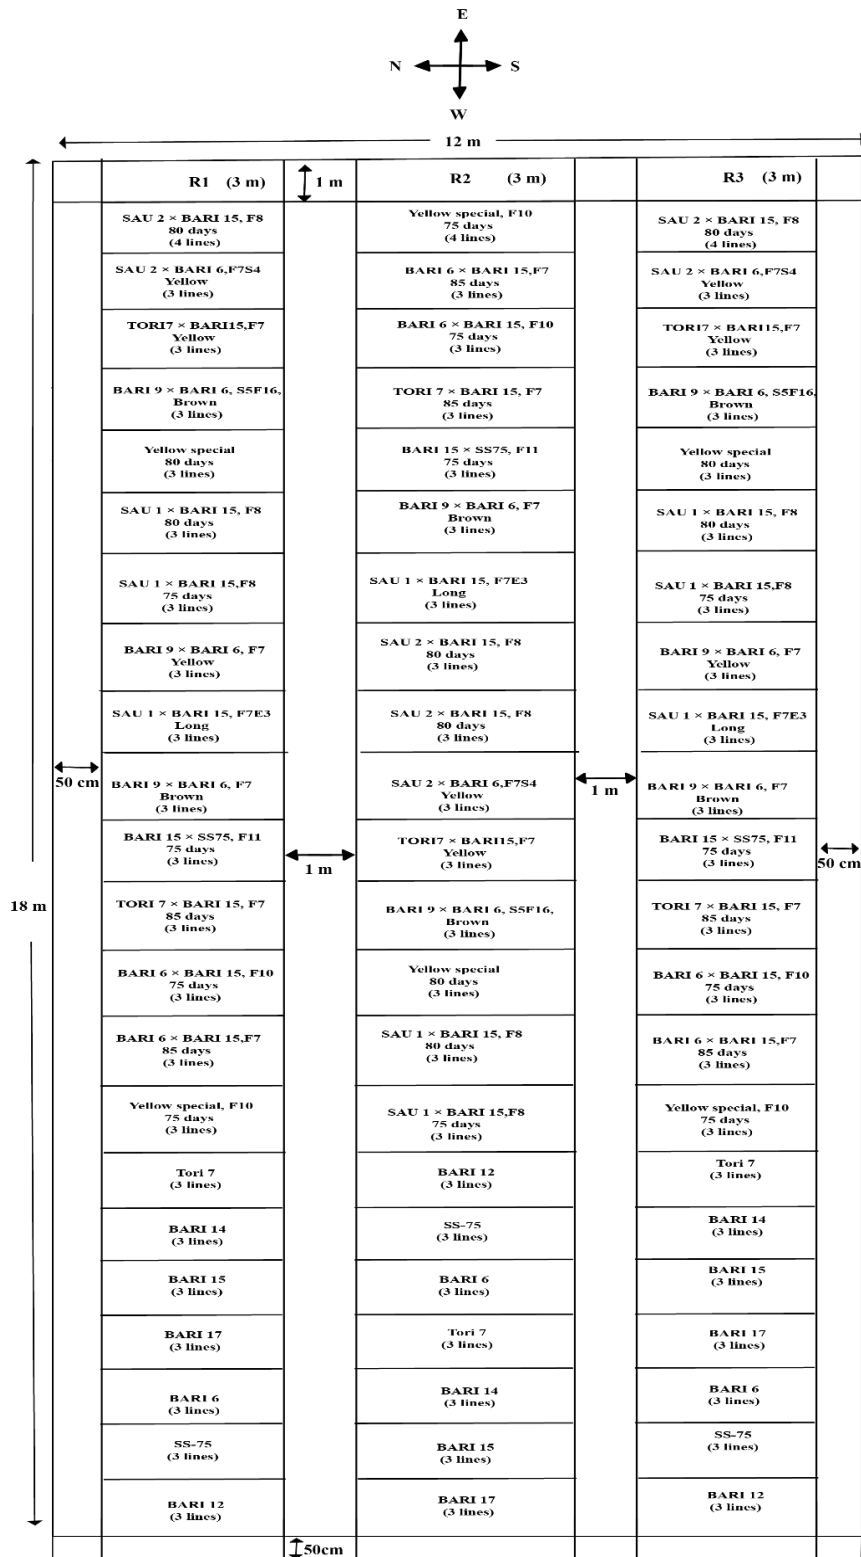 E
N
S
W
12 m
R1 (3 m)
1 m
R2 (3 m)
R3 (3 m)
SAU 2 × BARI 15, F8
80 days
(4 lines)
SAU 2 × BARI 6,F7S4
Yellow
(3 lines)
TORI7 × BARI15,F7
Yellow
(3 lines)
BARI 9 × BARI 6, S5F16,
Brown
(3 lines)
Yellow special
80 days
(3 lines)
SAU 1 × BARI 15, F8
80 days
(3 lines)
SAU 1 × BARI 15,F8
75 days
(3 lines)
BARI 9 × BARI 6, F7
Yellow
(3 lines)
SAU 1 × BARI 15, F7E3
Long
(3 lines)
BARI 9 × BARI 6, F7
Brown
(3 lines)
BARI 15 × SS75, F11
75 days
(3 lines)
TORI 7 × BARI 15, F7
85 days
(3 lines)
BARI 6 × BARI 15, F10
75 days
(3 lines)
BARI 6 × BARI 15,F7
85 days
(3 lines)
Yellow special, F10
75 days
(3 lines)
Tori 7
(3 lines)
BARI 14
(3 lines)
BARI 15
(3 lines)
BARI 17
(3 lines)
BARI 6
(3 lines)
SS-75
(3 lines)
BARI 12
(3 lines)
Yellow special, F10
75 days
(4 lines)
BARI 6 × BARI 15,F7
85 days
(3 lines)
BARI 6 × BARI 15, F10
75 days
(3 lines)
TORI 7 × BARI 15, F7
85 days
(3 lines)
BARI 15 × SS75, F11
75 days
(3 lines)
BARI 9 × BARI 6, F7
Brown
(3 lines)
SAU 1 × BARI 15, F7E3
Long
(3 lines)
SAU 2 × BARI 15, F8
80 days
(3 lines)
SAU 2 × BARI 15, F8
80 days
(3 lines)
SAU 2 × BARI 6,F7S4
Yellow
(3 lines)
TORI7 × BARI15,F7
Yellow
(3 lines)
BARI 9 × BARI 6, S5F16,
Brown
(3 lines)
Yellow special
80 days
(3 lines)
SAU 1 × BARI 15, F8
80 days
(3 lines)
SAU 1 × BARI 15,F8
75 days
(3 lines)
BARI 12
(3 lines)
SS-75
(3 lines)
BARI 6
(3 lines)
Tori 7
(3 lines)
BARI 14
(3 lines)
BARI 15
(3 lines)
BARI 17
(3 lines)
SAU 2 × BARI 15, F8
80 days
(4 lines)
SAU 2 × BARI 6,F7S4
Yellow
(3 lines)
TORI7 × BARI15,F7
Yellow
(3 lines)
BARI 9 × BARI 6, S5F16,
Brown
(3 lines)
Yellow special
80 days
(3 lines)
SAU 1 × BARI 15, F8
80 days
(3 lines)
SAU 1 × BARI 15,F8
75 days
(3 lines)
BARI 9 × BARI 6, F7
Yellow
(3 lines)
SAU 1 × BARI 15, F7E3
Long
(3 lines)
BARI 9 × BARI 6, F7
Brown
(3 lines)
BARI 15 × SS75, F11
75 days
(3 lines)
TORI 7 × BARI 15, F7
85 days
(3 lines)
BARI 6 × BARI 15, F10
75 days
(3 lines)
BARI 6 × BARI 15,F7
85 days
(3 lines)
Yellow special, F10
75 days
(3 lines)
Tori 7
(3 lines)
BARI 14
(3 lines)
BARI 15
(3 lines)
BARI 17
(3 lines)
BARI 6
(3 lines)
SS-75
(3 lines)
BARI 12
(3 lines)
50 cm
1 m
1 m
50 cm
18 m
50cm